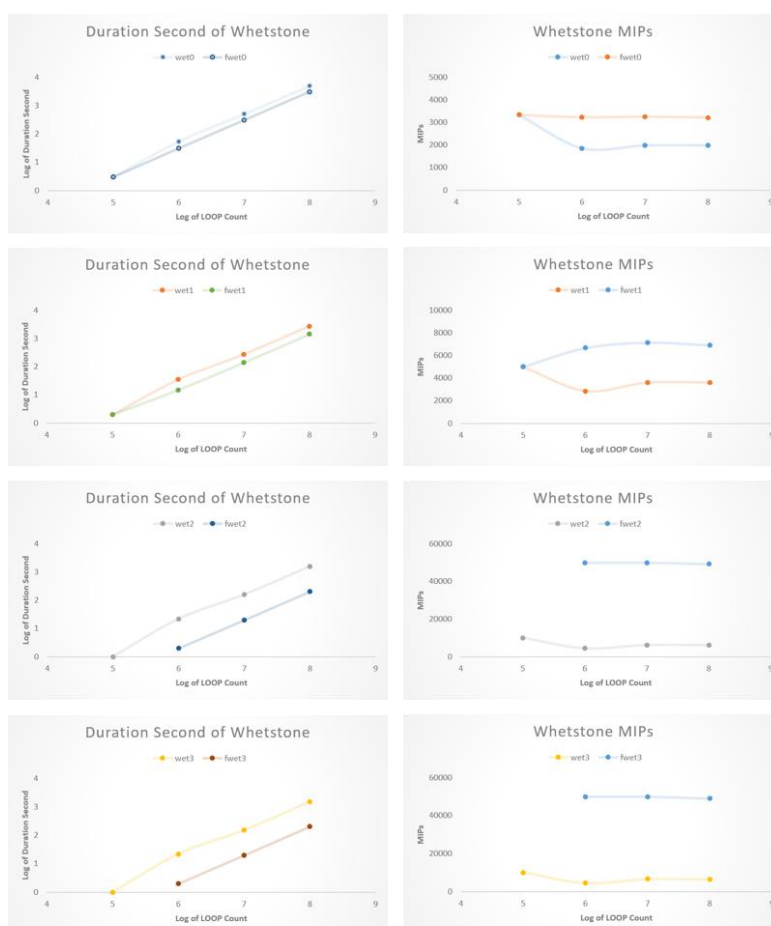 Duration Second of Whetstone
wet0 fwet0
4
3
2
1
0
4 5 6 7 8 9
Log of Duration Second
Log of LOOP Count
Whetstone MIPs
wet0 fwet0
5000
4000
3000
2000
1000
0
4 5 6 7 8 9
MIPs
Log of LOOP Count
Duration Second of Whetstone
wet1 fwet1
4
3
2
1
0
4 5 6 7 8 9
Log of Duration Second
Log of LOOP Count
Whetstone MIPs
wet1 fwet1
10000
8000
6000
4000
2000
0
4 5 6 7 8 9
MIPs
Log of LOOP Count
Duration Second of Whetstone
wet2 fwet2
4
3
2
1
0
4 5 6 7 8 9
Log of Duration Second
Log of LOOP Count
Whetstone MIPs
wet2 fwet2
60000
40000
20000
0
4 5 6 7 8 9
MIPs
Log of LOOP Count
Duration Second of Whetstone
wet3 fwet3
4
3
2
1
0
4 5 6 7 8 9
Log of Duration Second
Log of LOOP Count
Whetstone MIPs
wet3 fwet3
60000
40000
20000
0
4 5 6 7 8 9
MIPs
Log of LOOP Count